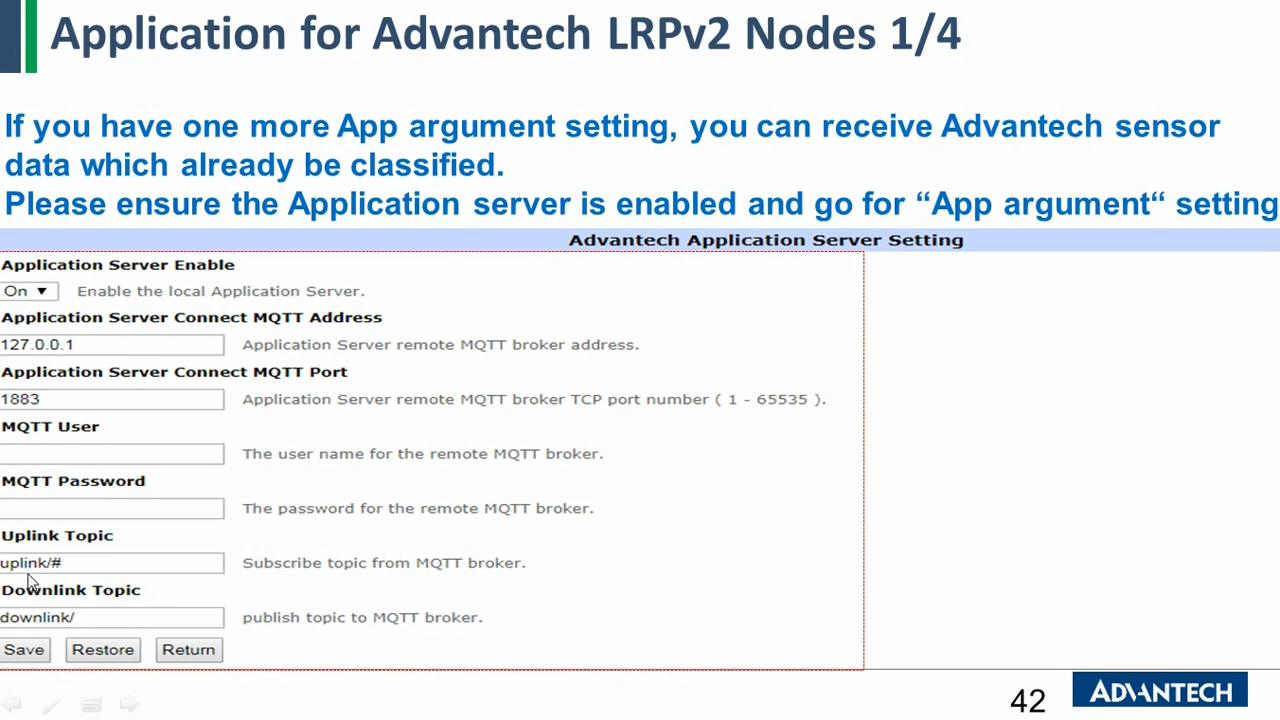 Application for Advantech LRPv2 Nodes 1/4
If you have one more App argument setting, you can receive Advantech sensor
data which already be classified.
Please ensure the Application server is enabled and go for “App argument“ setting
Advantech Application Server Setting
Application Server Enable
On ▼ Enable the local Application Server.
Application Server Connect MQTT Address
127.0.0.1 Application Server remote MQTT broker address.
Application Server Connect MQTT Port
1883 Application Server remote MQTT broker TCP port number ( 1 - 65535 ).
MQTT User
The user name for the remote MQTT broker.
MQTT Password
The password for the remote MQTT broker.
Uplink Topic
uplink/# Subscribe topic from MQTT broker.
Downlink Topic
downlink/ publish topic to MQTT broker.
Save Restore Return
42 ADVANTECH